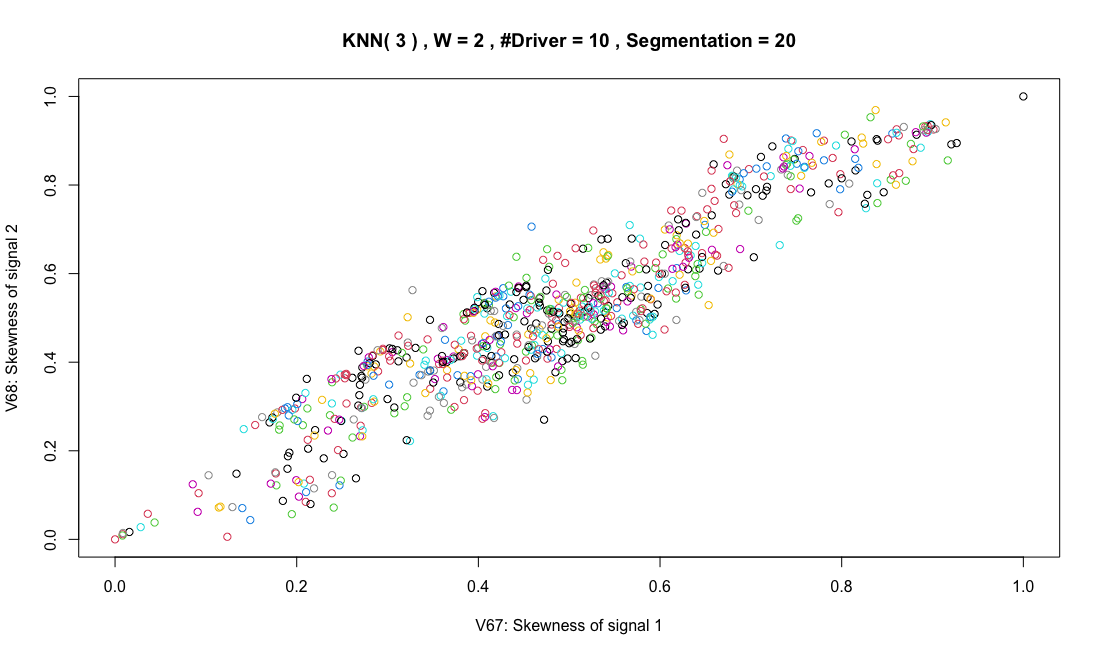 KNN( 3 ) , W = 2 , #Driver = 10 , Segmentation = 20
V68: Skewness of signal 2
1.0
0.8
0.6
0.4
0.2
0.0
0.0 0.2 0.4 0.6 0.8 1.0
V67: Skewness of signal 1